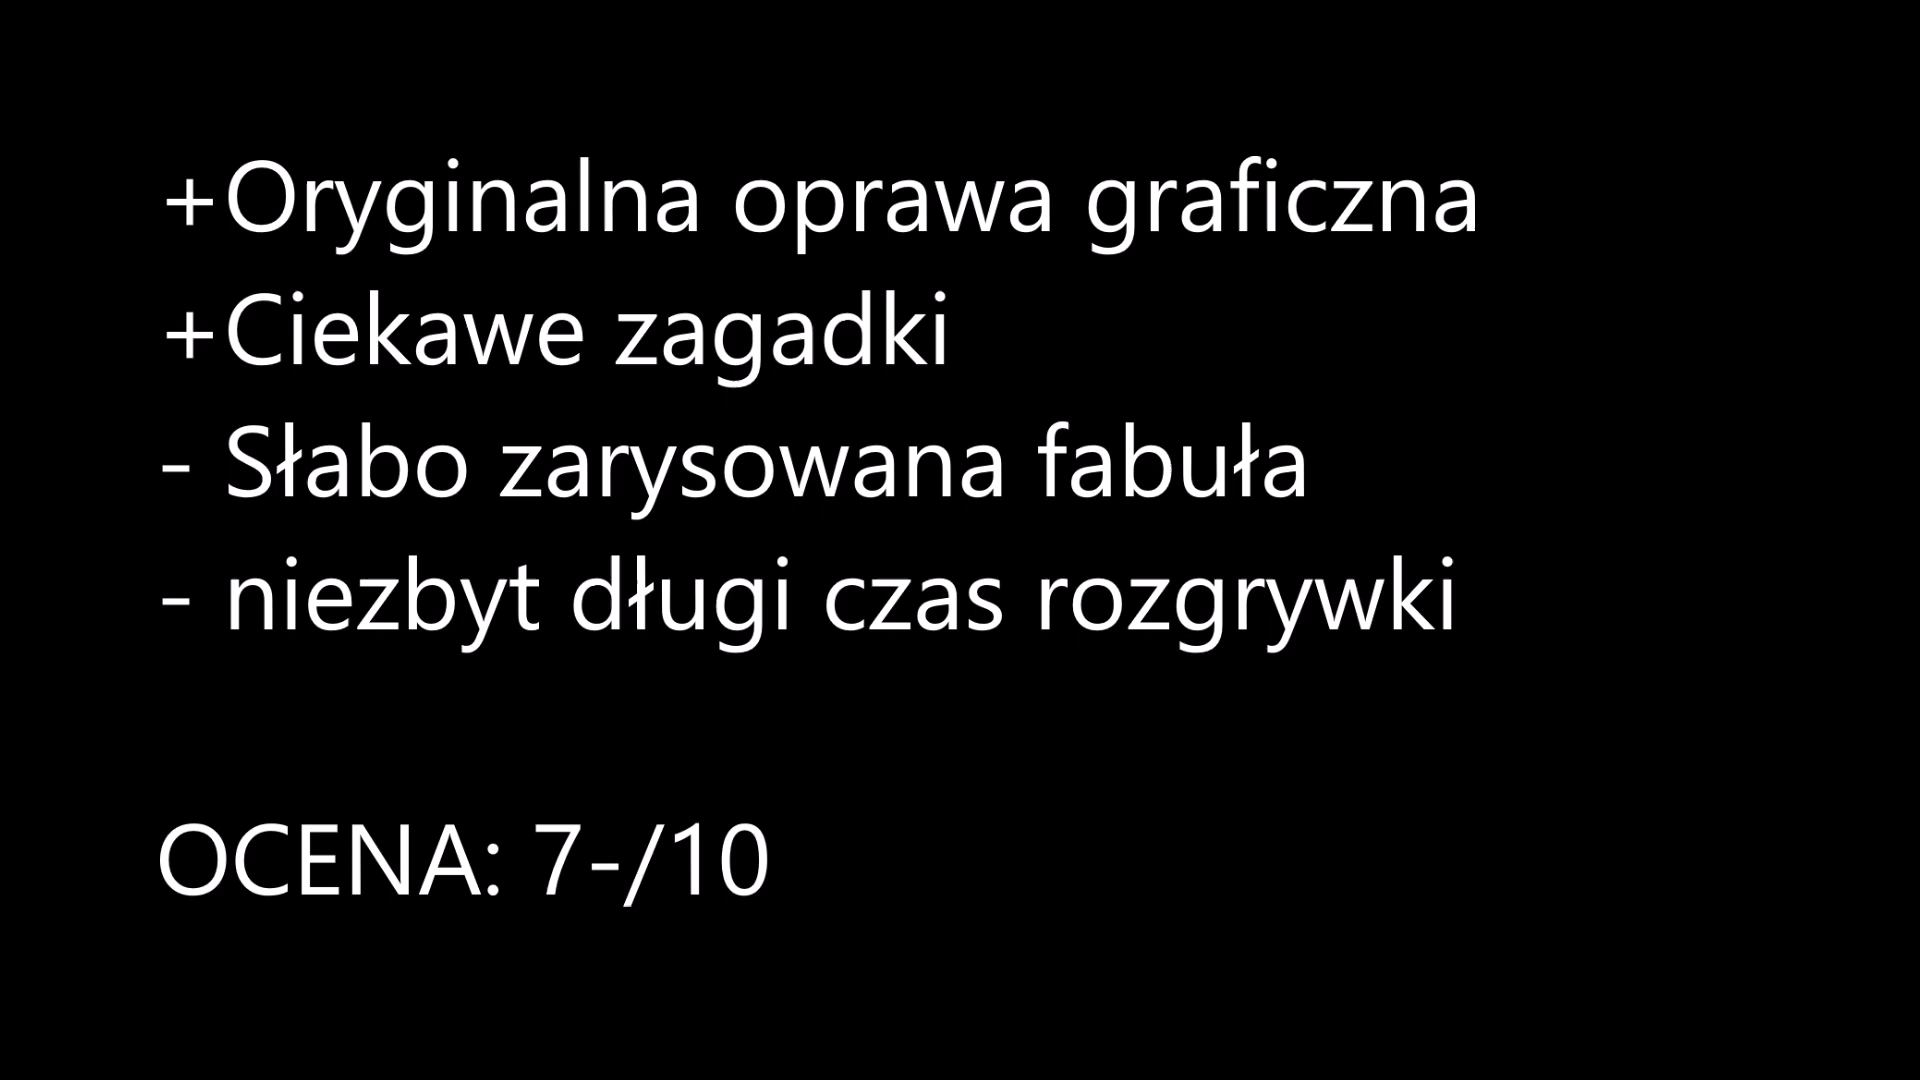 +Oryginalna oprawa graficzna
+Ciekawe zagadki
- Słabo zarysowana fabuła
- niezbyt długi czas rozgrywki
OCENA: 7-/10